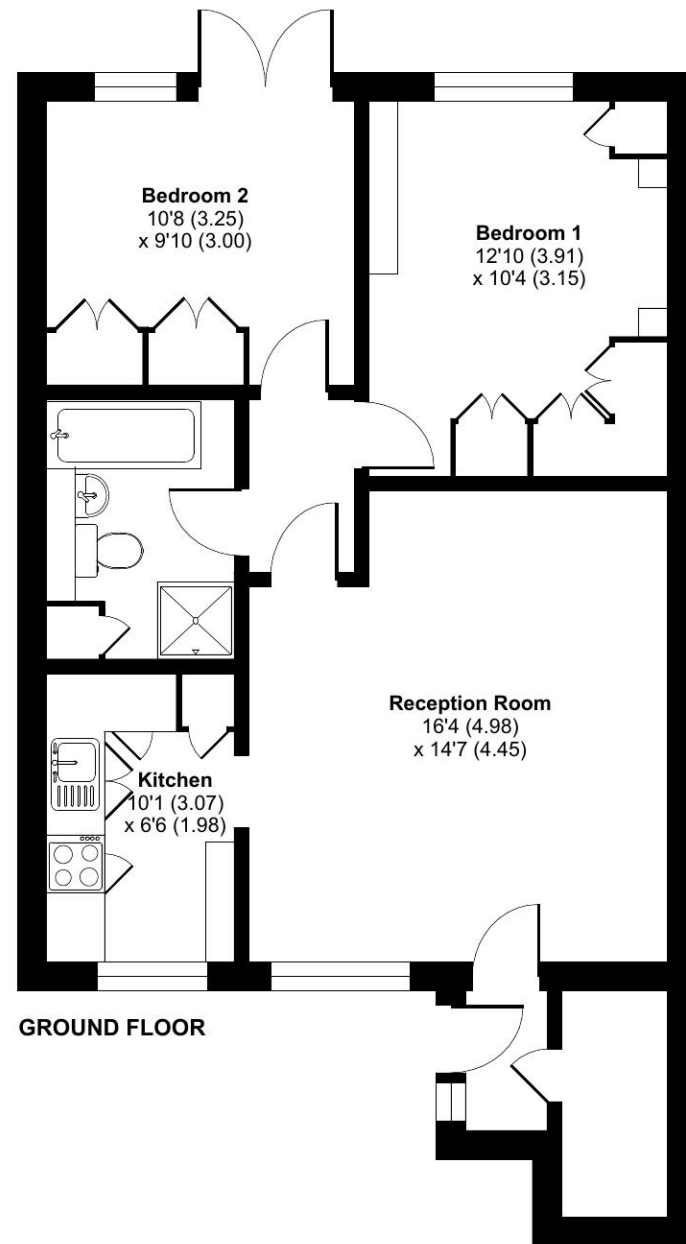 Bedroom 2
10'8 (3.25)
x 9'10 (3.00)
Bedroom 1
12'10 (3.91)
x 10'4 (3.15)
Reception Room
16'4 (4.98)
x 14'7 (4.45)
Kitchen
10'1 (3.07)
x 6'6 (1.98)
GROUND FLOOR